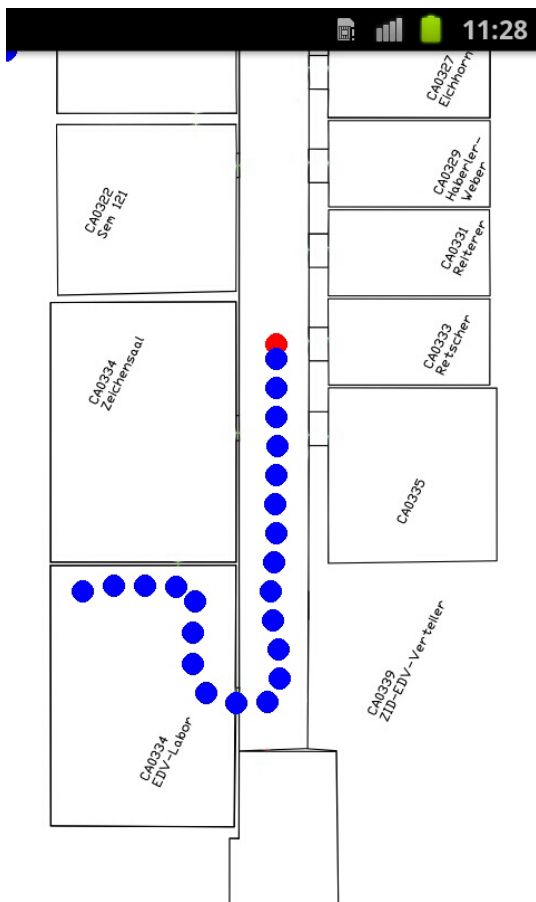 11:28
CA0327
Eichhorn
CA0322
Sem 121
CA0329
Haberler-
Weber
CA0331
Reiterer
CA0334
Zeichensaal
CA0333
Retscher
CA0335
CA0334
EDV-Labor
CA0339
ZID-EDV-Verteiler